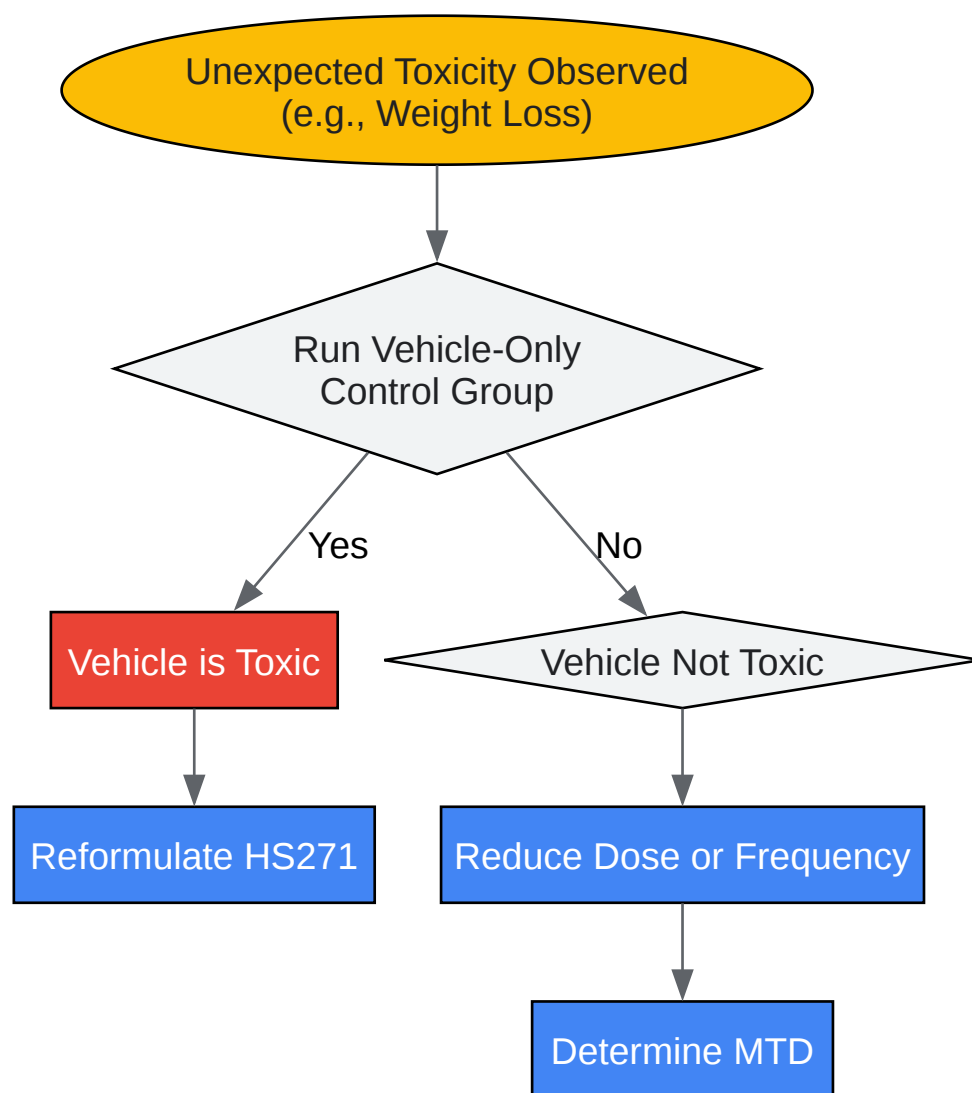 Unexpected Toxicity Observed
(e.g., Weight Loss)
Run Vehicle-Only
Control Group
Yes
No
Vehicle is Toxic
Vehicle Not Toxic
Reformulate HS271
Reduce Dose or Frequency
Determine MTD